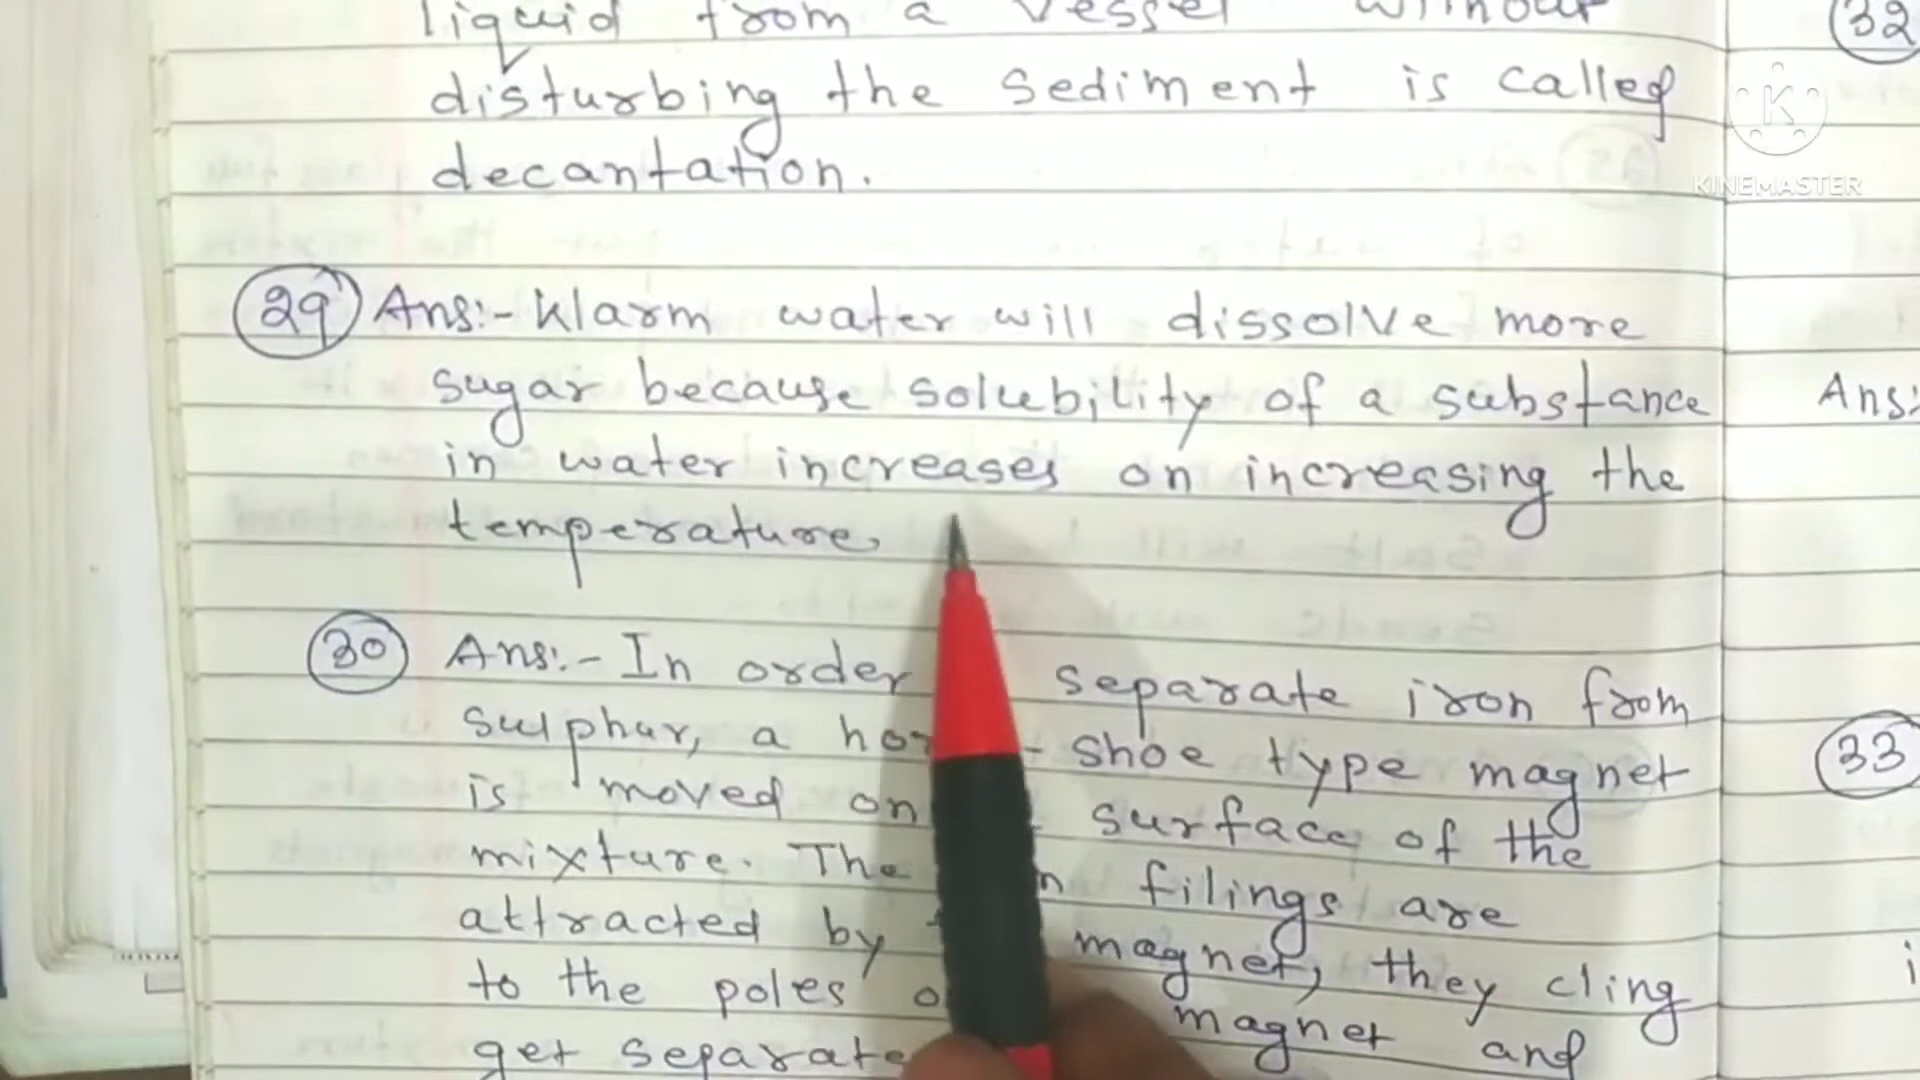 liquid from a vessel without
disturbing the sediment is called
decantation.
29 Ans:- Warm water will dissolve more
sugar because solubility of a substance
in water increases on increasing the
temperature.
30 Ans:- In order separate iron from
sulphur, a - shoe type magnet
is moved on surface of the
mixture. The filings are
attracted by magnet, they cling
to the poles magnet and
get separate
32
Ans:
33
KINEMASTER